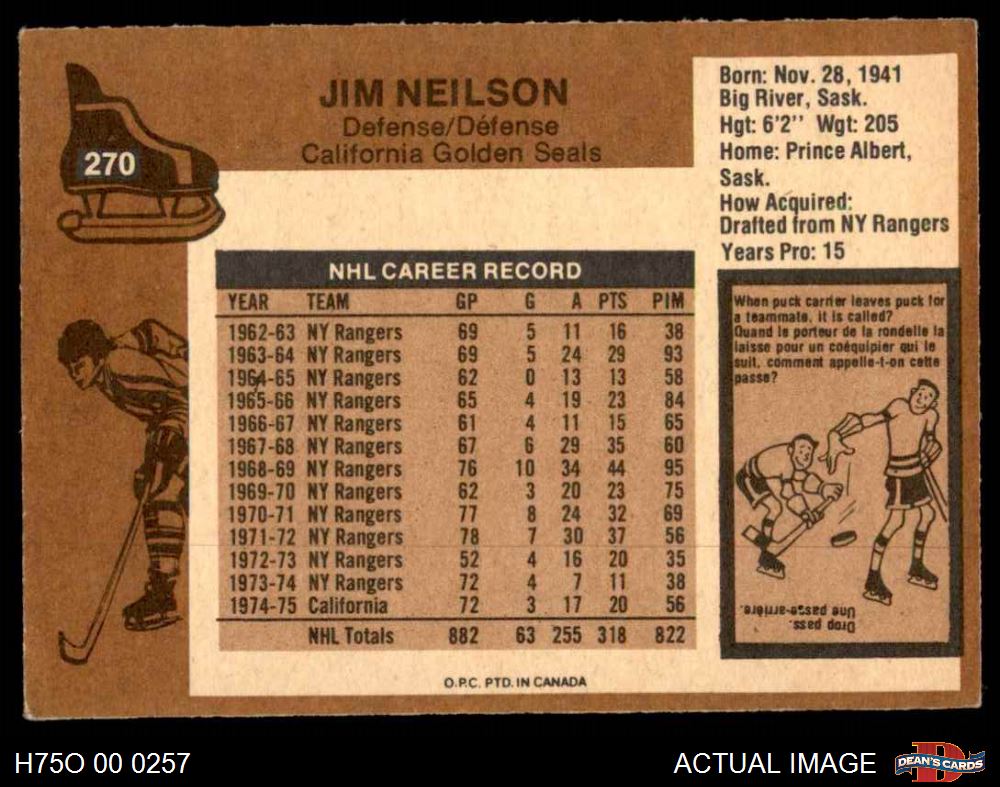 270
JIM NEILSON
Defense/Défense
California Golden Seals
Born: Nov. 28, 1941
Big River, Sask.
Hgt: 6'2'' Wgt: 205
Home: Prince Albert,
Sask.
How Acquired:
Drafted from NY Rangers
Years Pro: 15
NHL CAREER RECORD
YEAR TEAM GP G A PTS PIM
1962-63 NY Rangers 69 5 11 16 38
1963-64 NY Rangers 69 5 24 29 93
1964-65 NY Rangers 62 0 13 13 58
1965-66 NY Rangers 65 4 19 23 84
1966-67 NY Rangers 61 4 11 15 65
1967-68 NY Rangers 67 6 29 35 60
1968-69 NY Rangers 76 10 34 44 95
1969-70 NY Rangers 62 3 20 23 75
1970-71 NY Rangers 77 8 24 32 69
1971-72 NY Rangers 78 7 30 37 56
1972-73 NY Rangers 52 4 16 20 35
1973-74 NY Rangers 72 4 7 11 38
1974-75 California 72 3 17 20 56
NHL Totals 882 63 255 318 822
When puck carrier leaves puck for
a teammate, it is called?
Quand le porteur de la rondelle la
laisse pour un coéquipier qui le
suit, comment appelle-t-on cette
passe?
Drop pass.
Une passe-arrière.
O.P.C. PTD. IN CANADA
H75O 00 0257
ACTUAL IMAGE
D
DEAN'S CARDS